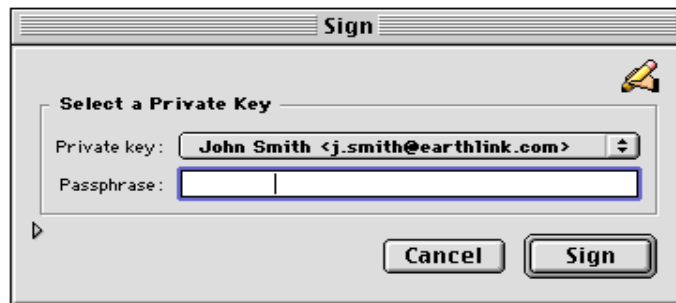 Sign
Select a Private Key
Private key: John Smith <j.smith@earthlink.com>
Passphrase:
Cancel Sign